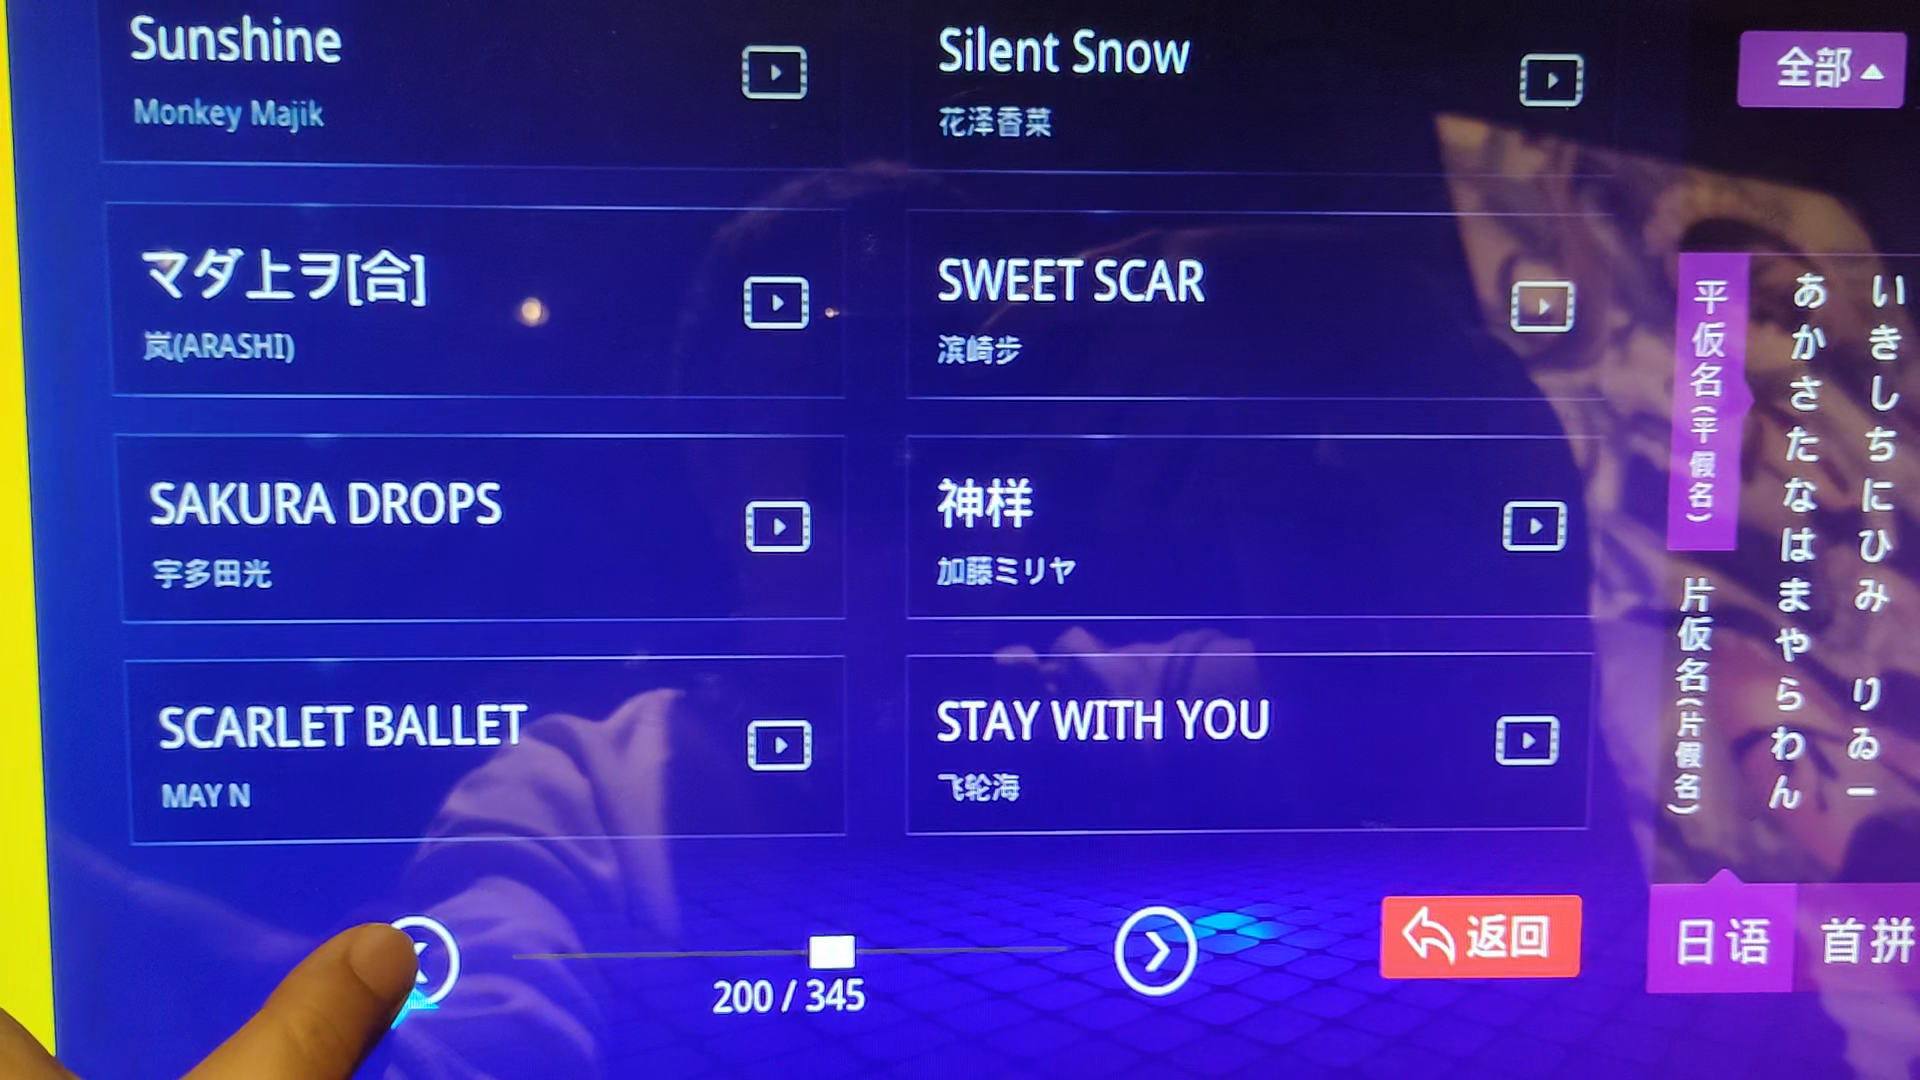 Sunshine
Monkey Majik
Silent Snow
花泽香菜
全部
マダ上ヲ[合]
岚(ARASHI)
SWEET SCAR
滨崎步
SAKURA DROPS
宇多田光
神样
加藤ミリヤ
SCARLET BALLET
MAY N
STAY WITH YOU
飞轮海
平仮名(平假名)
片仮名(片假名)
あかさたなはまやらわん
いきしちにひみ りゐー
200 / 345
返回
日语
首拼